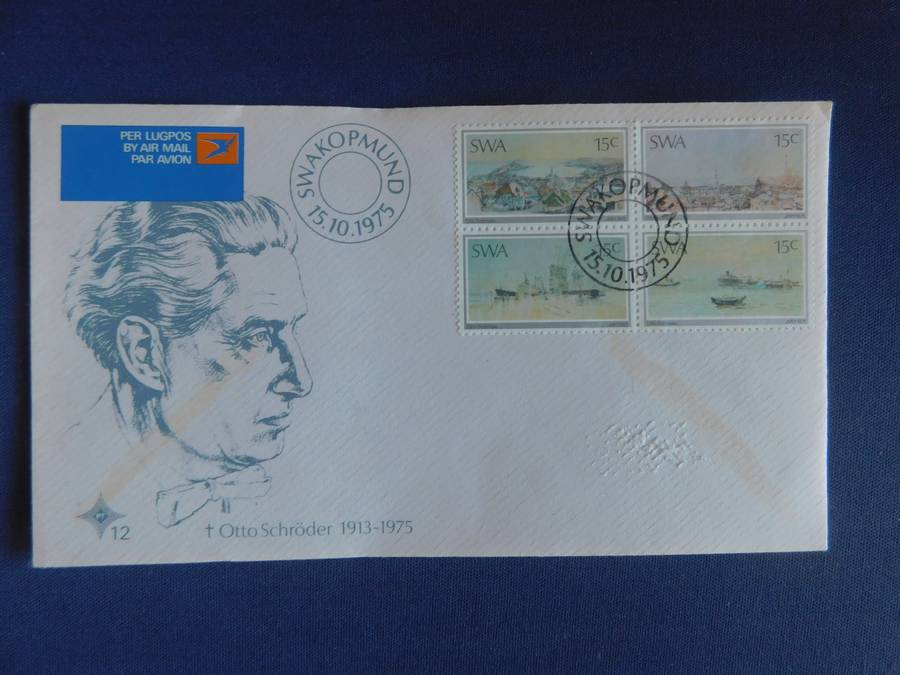 PER LUGPOS
BY AIR MAIL
PAR AVION
SWAKOPMUND
15.10.1975
SWA 15c
SWA 15c
SWAKOPMUND
15.10.1975
SWA 15c
SWA 15c
12
† Otto Schröder 1913-1975